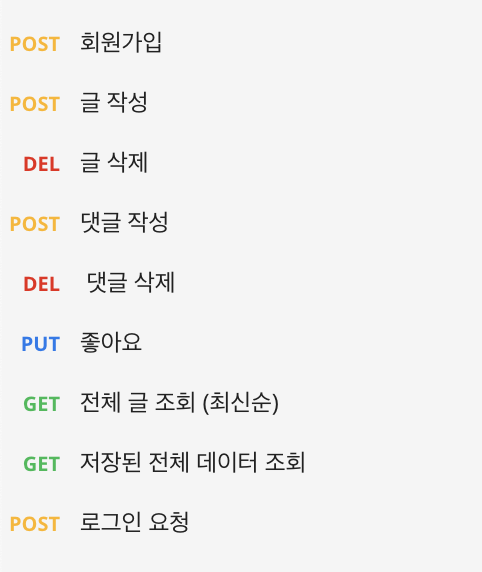 POST 회원가입
POST 글 작성
DEL 글 삭제
POST 댓글 작성
DEL 댓글 삭제
PUT 좋아요
GET 전체 글 조회 (최신순)
GET 저장된 전체 데이터 조회
POST 로그인 요청